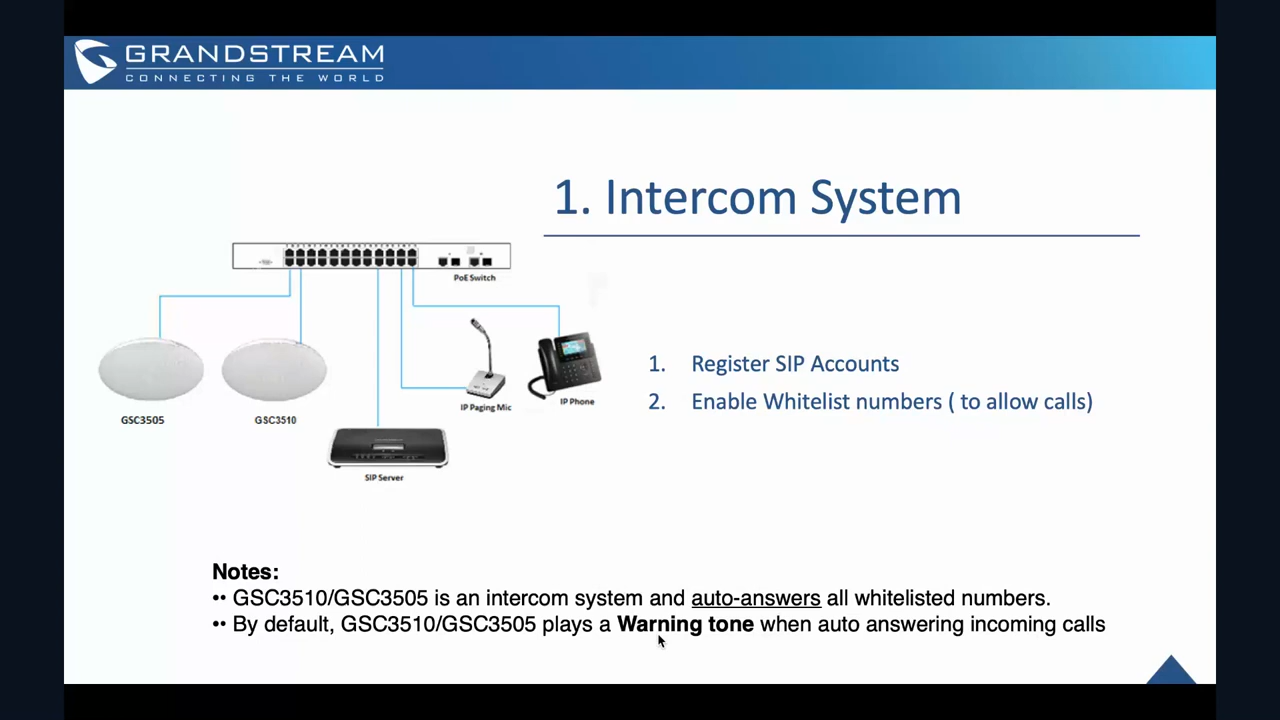 GRANDSTREAM
CONNECTING THE WORLD
1. Intercom System
PoE Switch
GSC3505
GSC3510
IP Paging Mic
IP Phone
SIP Server
1. Register SIP Accounts
2. Enable Whitelist numbers ( to allow calls)
Notes:
•• GSC3510/GSC3505 is an intercom system and auto-answers all whitelisted numbers.
•• By default, GSC3510/GSC3505 plays a Warning tone when auto answering incoming calls